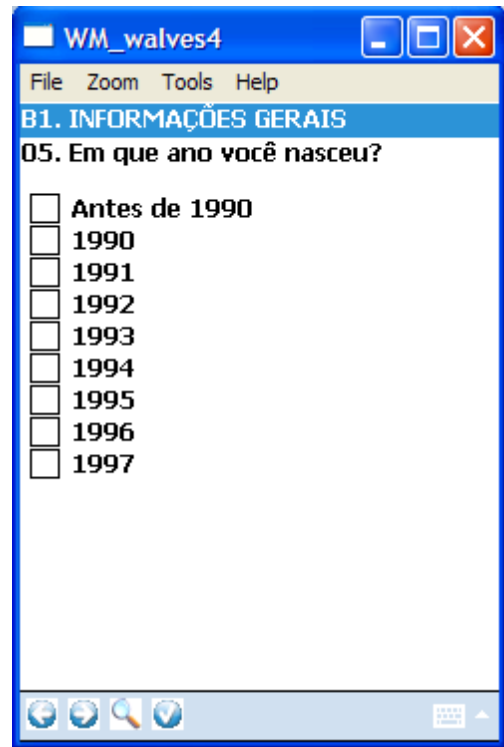 WM_walves4
File Zoom Tools Help
B1. INFORMAÇÕES GERAIS
05. Em que ano você nasceu?
Antes de 1990
1990
1991
1992
1993
1994
1995
1996
1997